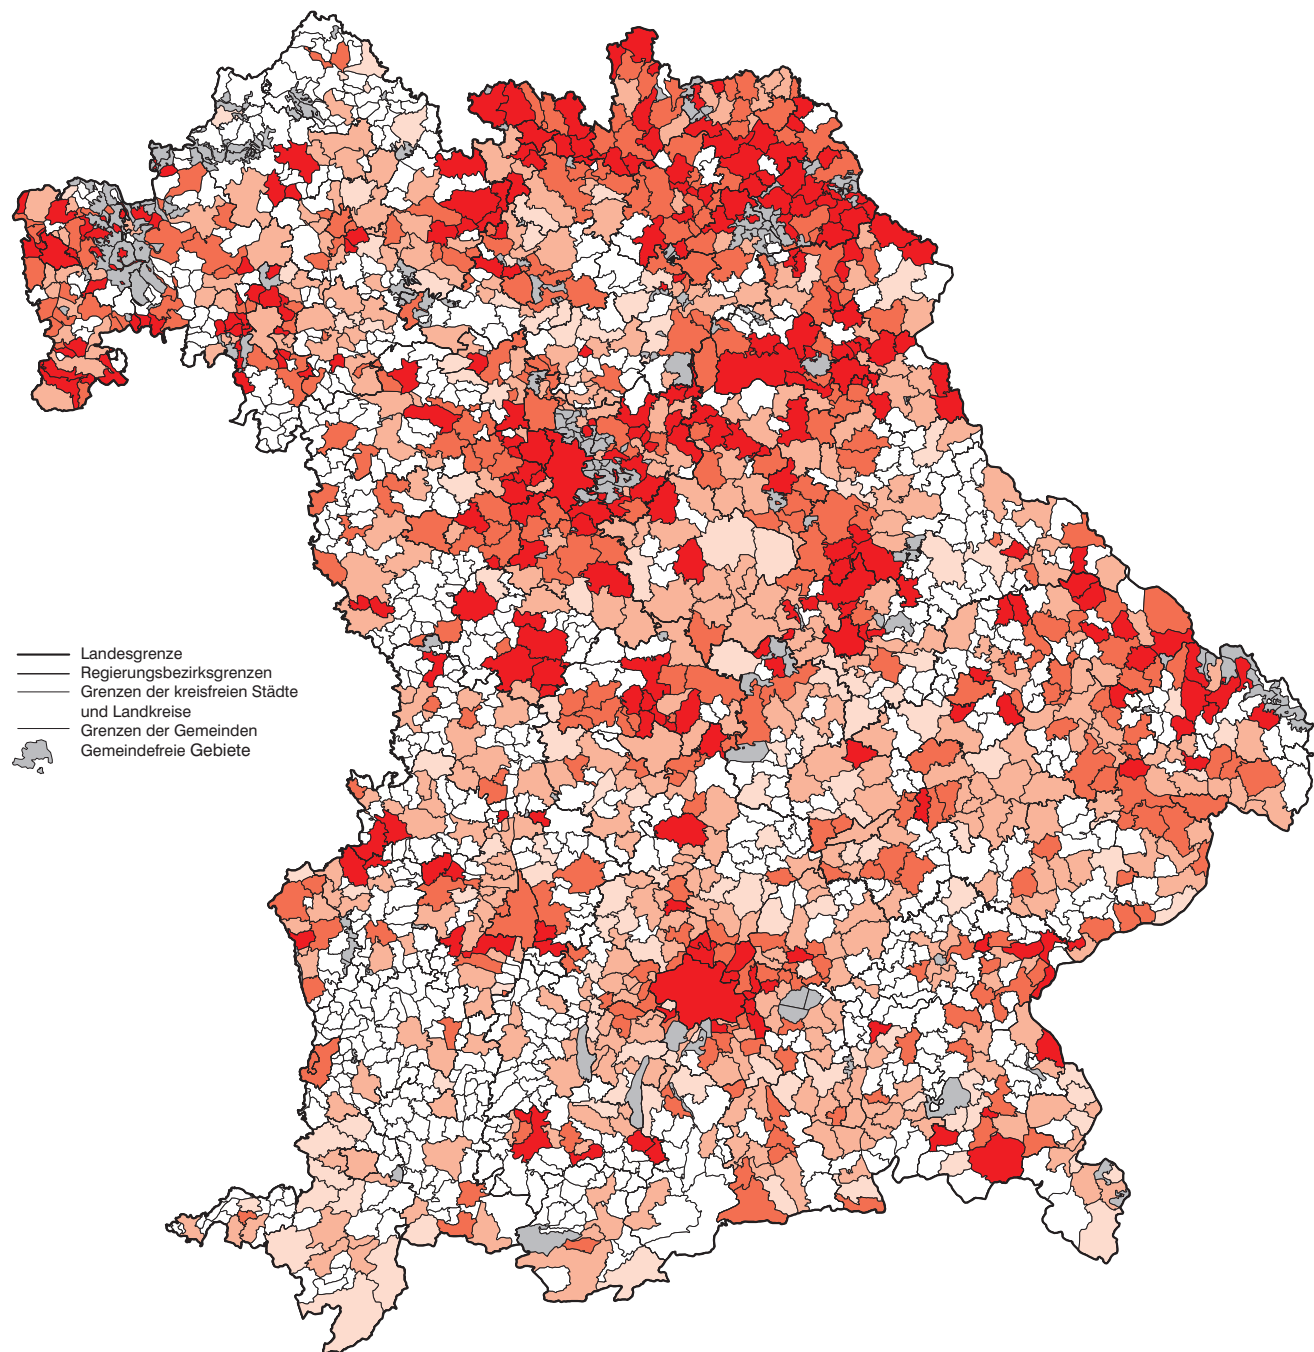 Landesgrenze
Regierungsbezirksgrenzen
Grenzen der kreisfreien Städte
und Landkreise
Grenzen der Gemeinden
Gemeindefreie Gebiete